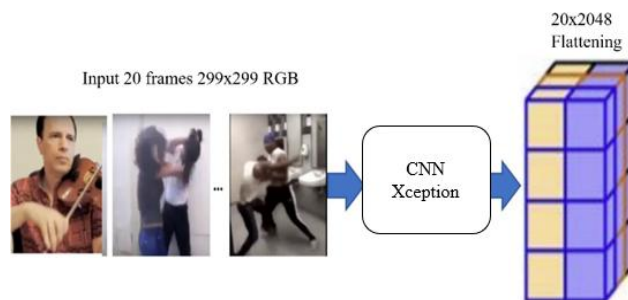 20x2048
Flattening
Input 20 frames 299x299 RGB
...
CNN
Xception